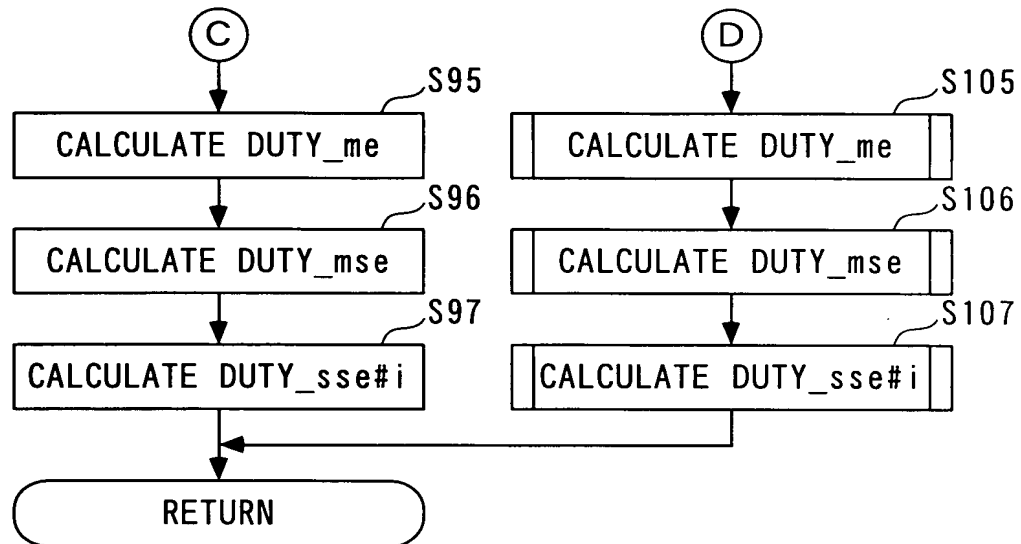 C
S95
CALCULATE DUTY_me
S96
CALCULATE DUTY_mse
S97
CALCULATE DUTY_sse#i
D
S105
CALCULATE DUTY_me
S106
CALCULATE DUTY_mse
S107
CALCULATE DUTY_sse#i
RETURN